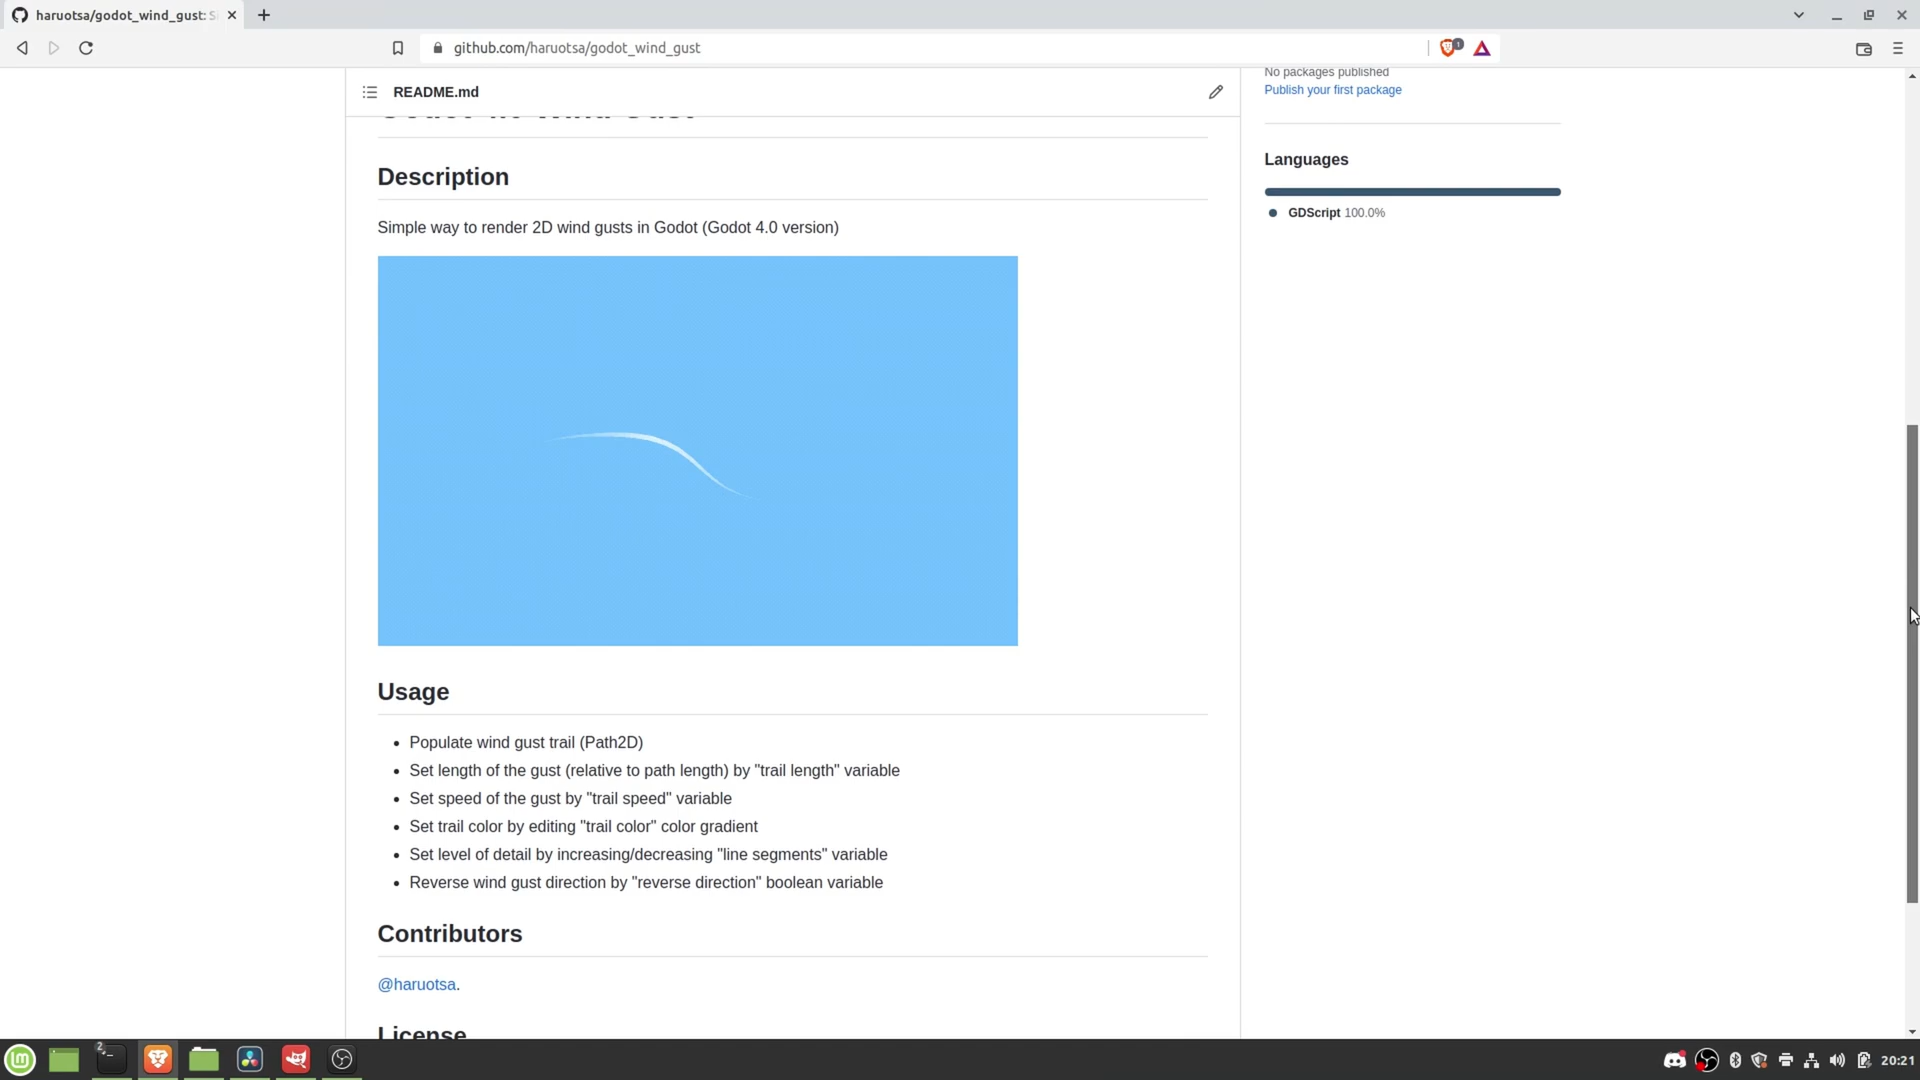 haruotsa/godot_wind_gust: S
github.com/haruotsa/godot_wind_gust
1
No packages published
Publish your first package
README.md
Languages
GDScript 100.0%
Description
Simple way to render 2D wind gusts in Godot (Godot 4.0 version)
Usage
Populate wind gust trail (Path2D)
Set length of the gust (relative to path length) by "trail length" variable
Set speed of the gust by "trail speed" variable
Set trail color by editing "trail color" color gradient
Set level of detail by increasing/decreasing "line segments" variable
Reverse wind gust direction by "reverse direction" boolean variable
Contributors
@haruotsa.
License
2
20:21